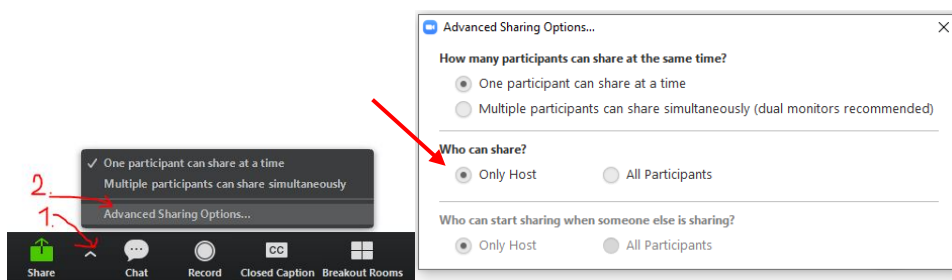 One participant can share at a time
Multiple participants can share simultaneously
Advanced Sharing Options...
2.
1.
Share
Chat
Record
CC
Closed Caption
Breakout Rooms
Advanced Sharing Options...
How many participants can share at the same time?
One participant can share at a time
Multiple participants can share simultaneously (dual monitors recommended)
Who can share?
Only Host
All Participants
Who can start sharing when someone else is sharing?
Only Host
All Participants